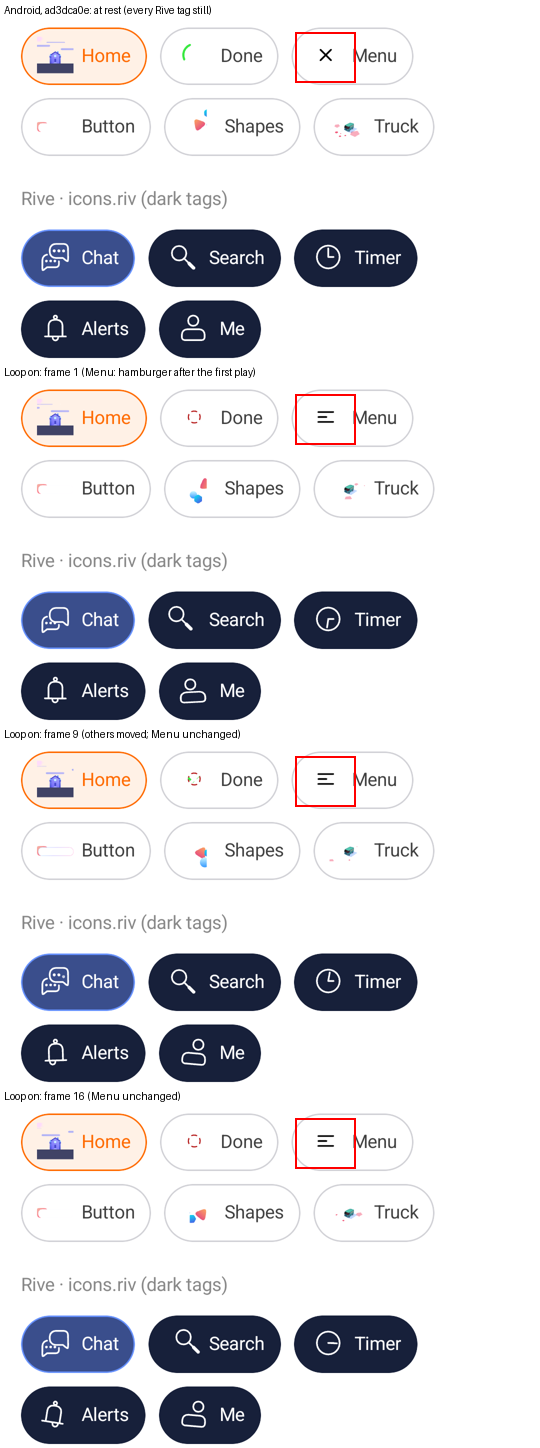 Android, ad3dca0e: at rest (every Rive tag still)
Home Done Menu
Button Shapes Truck
Rive · icons.riv (dark tags)
Chat Search Timer
Alerts Me
Loop on: frame 1 (Menu: hamburger after the first play)
Home Done Menu
Button Shapes Truck
Rive · icons.riv (dark tags)
Chat Search Timer
Alerts Me
Loop on: frame 9 (others moved; Menu unchanged)
Home Done Menu
Button Shapes Truck
Rive · icons.riv (dark tags)
Chat Search Timer
Alerts Me
Loop on: frame 16 (Menu unchanged)
Home Done Menu
Button Shapes Truck
Rive · icons.riv (dark tags)
Chat Search Timer
Alerts Me